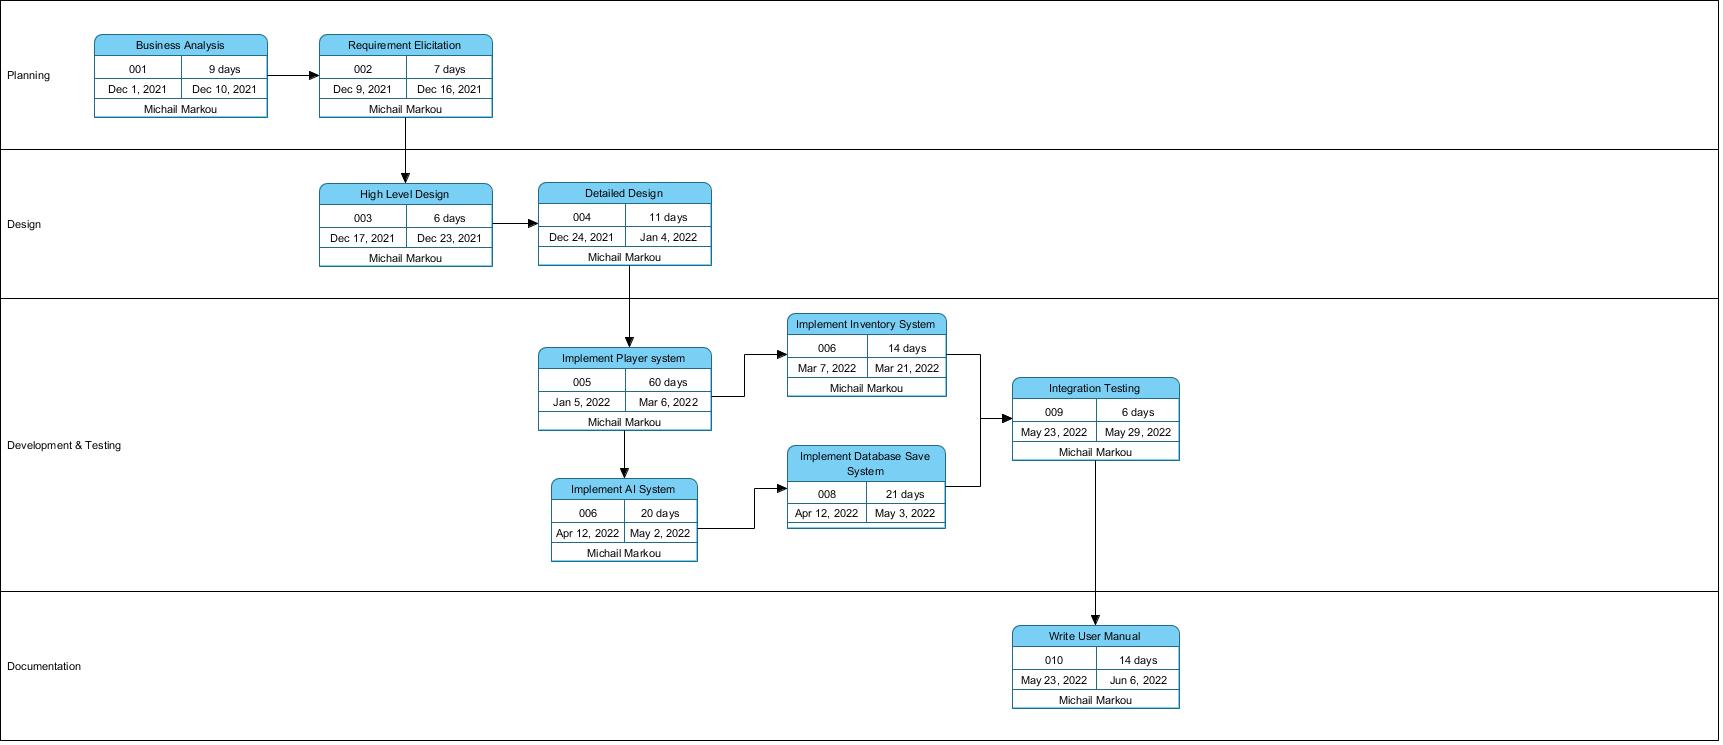 Planning
Business Analysis
001 9 days
Dec 1, 2021 Dec 10, 2021
Michail Markou
Requirement Elicitation
002 7 days
Dec 9, 2021 Dec 16, 2021
Michail Markou
Design
High Level Design
003 6 days
Dec 17, 2021 Dec 23, 2021
Michail Markou
Detailed Design
004 11 days
Dec 24, 2021 Jan 4, 2022
Michail Markou
Development & Testing
Implement Player system
005 60 days
Jan 5, 2022 Mar 6, 2022
Michail Markou
Implement Inventory System
006 14 days
Mar 7, 2022 Mar 21, 2022
Michail Markou
Implement AI System
006 20 days
Apr 12, 2022 May 2, 2022
Michail Markou
Implement Database Save
System
008 21 days
Apr 12, 2022 May 3, 2022
Integration Testing
009 6 days
May 23, 2022 May 29, 2022
Michail Markou
Documentation
Write User Manual
010 14 days
May 23, 2022 Jun 6, 2022
Michail Markou